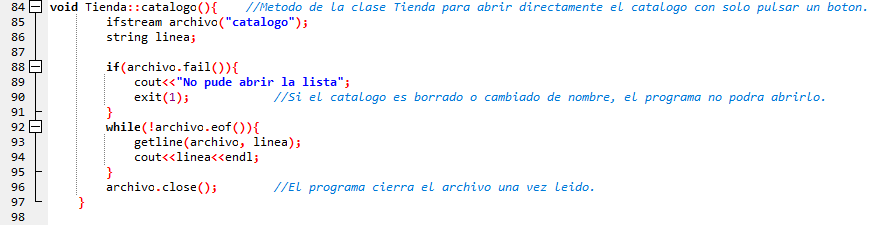 84 void Tienda::catalogo(){    //Metodo de la clase Tienda para abrir directamente el catalogo con solo pulsar un boton.
85         ifstream archivo("catalogo");
86         string linea;
87
88         if(archivo.fail()){
89             cout<<"No pude abrir la lista";
90             exit(1);            //Si el catalogo es borrado o cambiado de nombre, el programa no podra abrirlo.
91         }
92         while(!archivo.eof()){
93             getline(archivo, linea);
94             cout<<linea<<endl;
95         }
96         archivo.close();        //El programa cierra el archivo una vez leido.
97     }
98